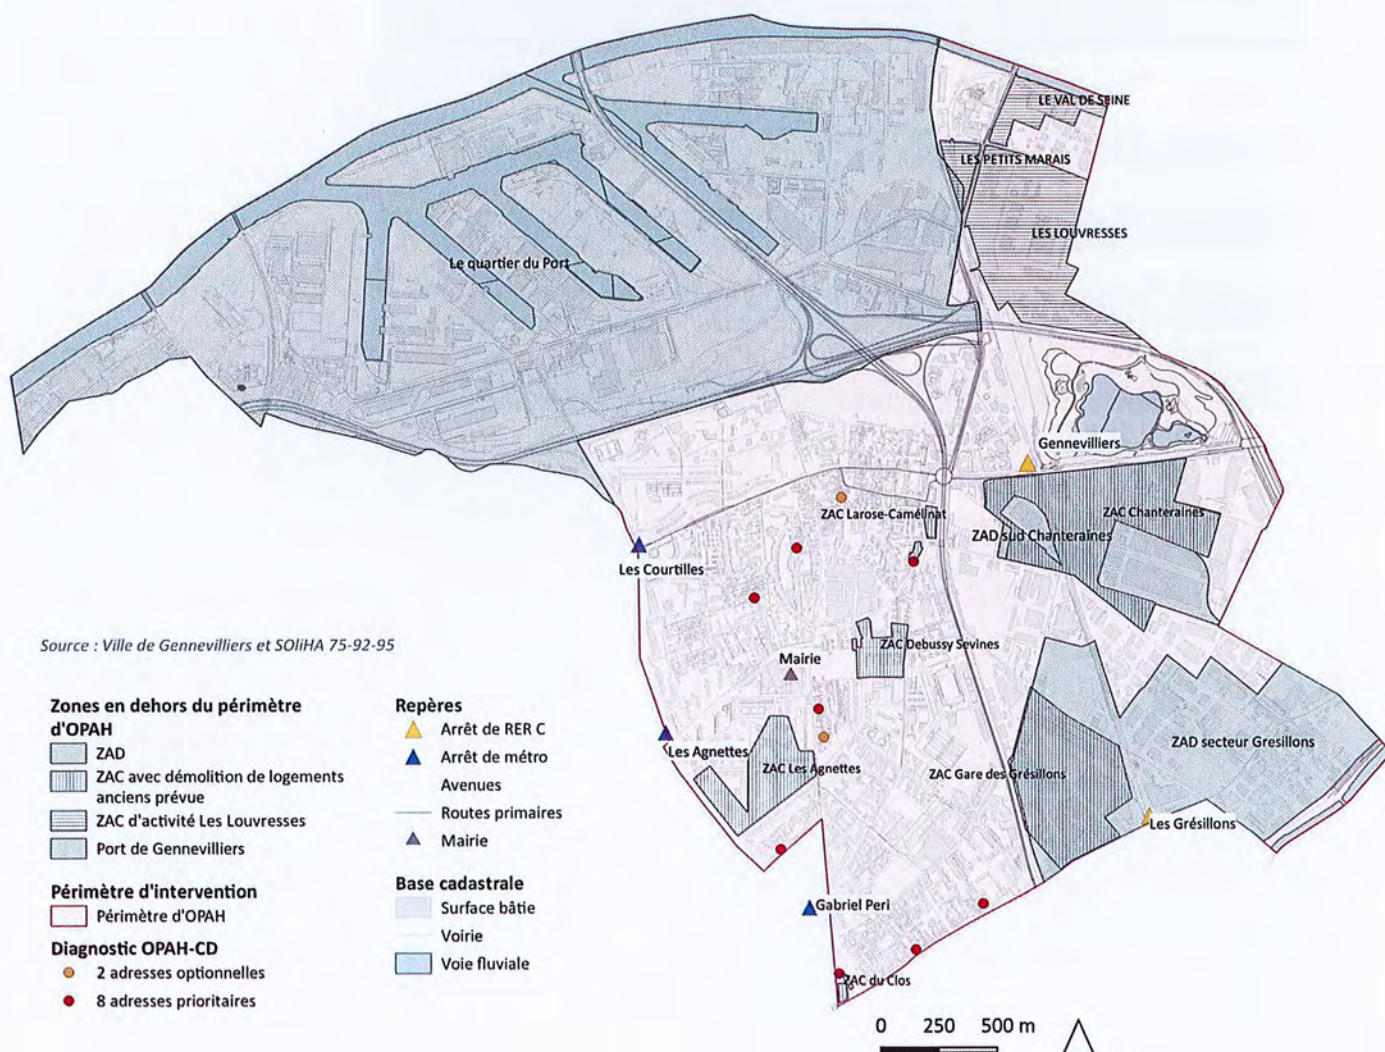 LE VAL DE SEINE
LES PETITS MARAIS
LES LOUVRESSES
Le quartier du Port
Gennevilliers
ZAC Larose-Camélinat
ZAC Chanteraines
ZAD sud Chanteraines
Les Courtilles
ZAC Debussy Sevines
Mairie
Les Agnettes
ZAC Les Agnettes
ZAC Gare des Grésillons
ZAD secteur Gresillons
Les Grésillons
Gabriel Peri
ZAC du Clos
Source : Ville de Gennevilliers et SOliHA 75-92-95
Zones en dehors du périmètre
d'OPAH
ZAD
ZAC avec démolition de logements
anciens prévue
ZAC d'activité Les Louvresses
Port de Gennevilliers
Périmètre d'intervention
Périmètre d'OPAH
Diagnostic OPAH-CD
2 adresses optionnelles
8 adresses prioritaires
Repères
Arrêt de RER C
Arrêt de métro
Avenues
Routes primaires
Mairie
Base cadastrale
Surface bâtie
Voirie
Voie fluviale
0 250 500 m